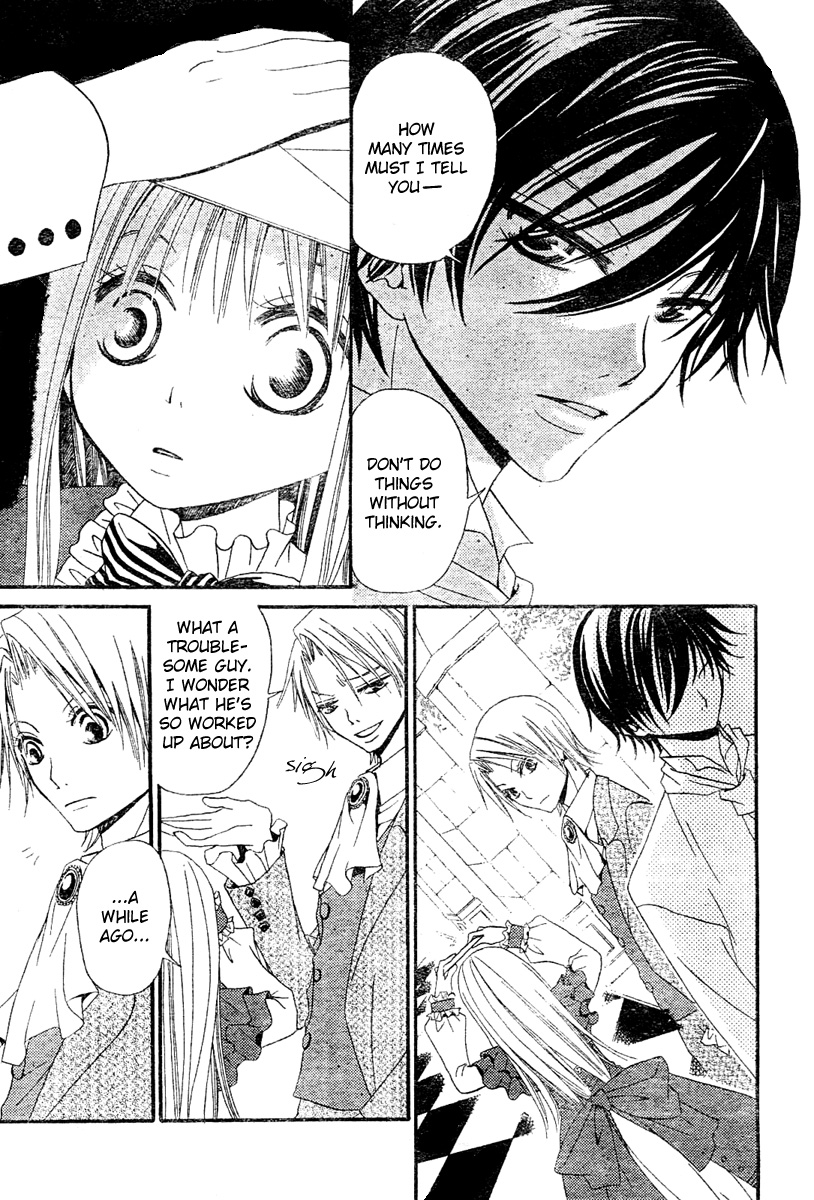 HOW
MANY TIMES
MUST I TELL
YOU—
DON'T DO
THINGS
WITHOUT
THINKING.
WHAT A
TROUBLE-
SOME GUY.
I WONDER
WHAT HE'S
SO WORKED
UP ABOUT?
sigh
...A
WHILE
AGO...